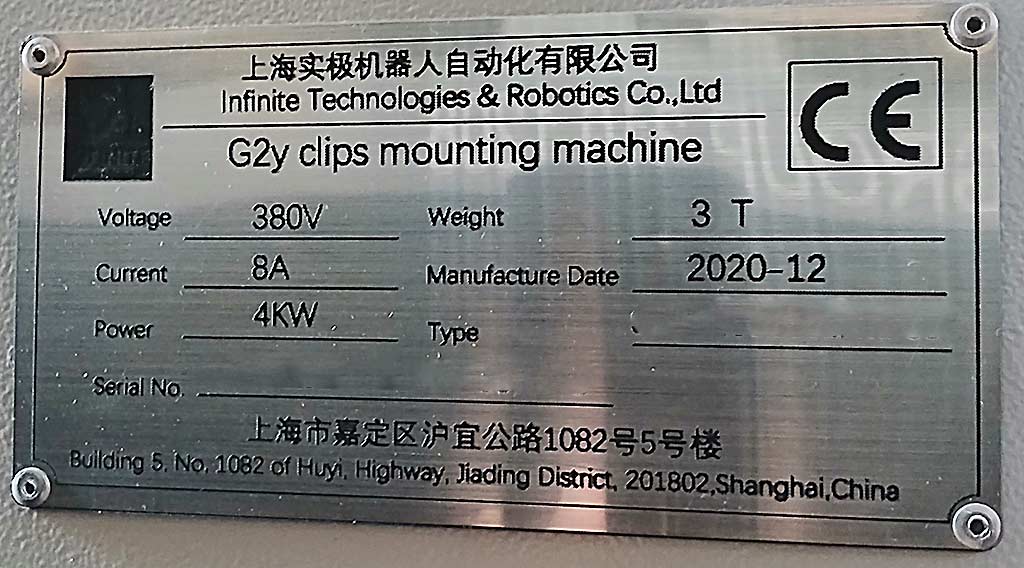 上海实极机器人自动化有限公司
Infinite Technologies & Robotics Co.,Ltd
CE
G2y clips mounting machine
Voltage 380V Weight 3 T
Current 8A Manufacture Date 2020-12
Power 4KW Type
Serial No.
上海市嘉定区沪宜公路1082号5号楼
Building 5, No, 1082 of Huyi, Highway, Jiading District, 201802,Shanghai,China